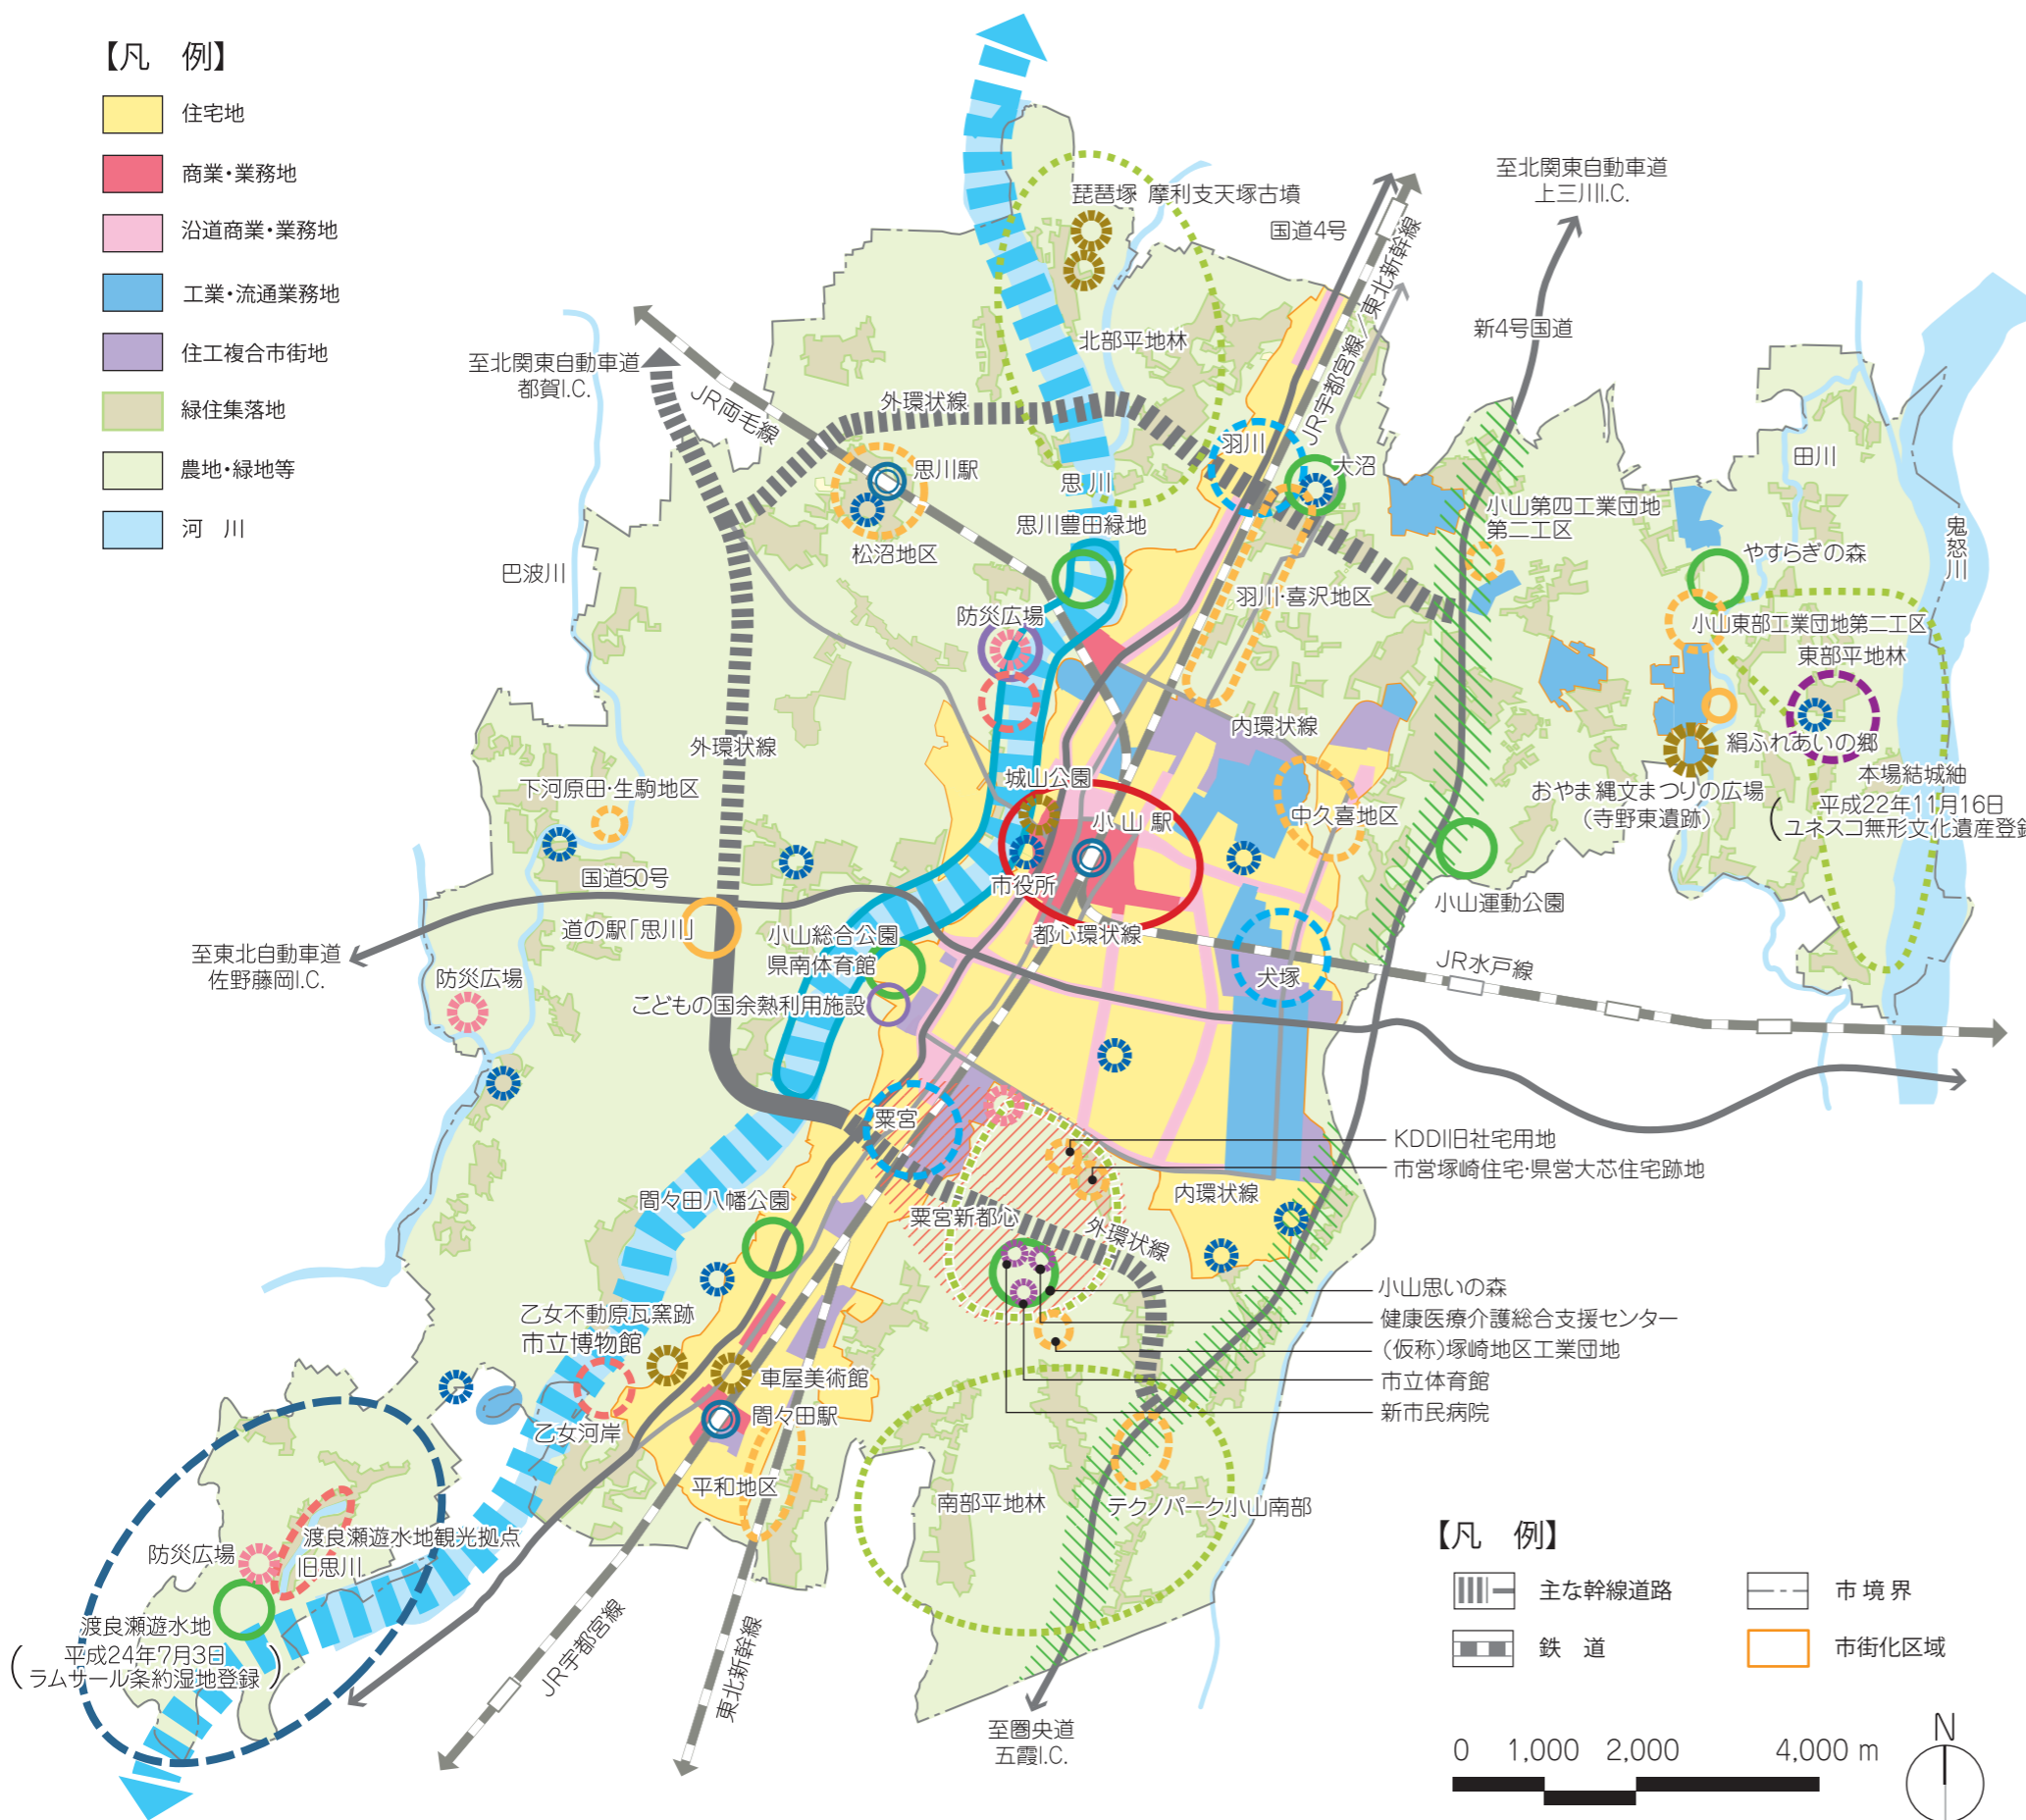 【凡　例】
住宅地
商業・業務地
沿道商業・業務地
工業・流通業務地
住工複合市街地
緑住集落地
農地・緑地等
河　川
琵琶塚 摩利支天塚古墳
国道4号
JR宇都宮線／東北新幹線
至北関東自動車道
上三川I.C.
新4号国道
北部平地林
至北関東自動車道
都賀I.C.
JR両毛線
外環状線
思川駅
松沼地区
思 川
思川豊田緑地
羽川
大沼
小山第四工業団地
第二工区
田川
鬼怒川
やすらぎの森
巴波川
防災広場
羽川・喜沢地区
小山東部工業団地第二工区
東部平地林
内環状線
外環状線
絹ふれあいの郷
下河原田・生駒地区
城山公園
小 山 駅
中久喜地区
おやま縄文まつりの広場
(寺野東遺跡)
本場結城紬
(平成22年11月16日
ユネスコ無形文化遺産登録
国道50号
市役所
小山運動公園
道の駅「思川」
小山総合公園
県南体育館
都心環状線
至東北自動車道
佐野藤岡I.C.
防災広場
犬塚
JR水戸線
こどもの国余熱利用施設
粟宮
KDDI旧社宅用地
市営塚崎住宅・県営大芯住宅跡地
間々田八幡公園
粟宮新都心
外環状線
内環状線
小山思いの森
健康医療介護総合支援センター
(仮称)塚崎地区工業団地
市立体育館
新市民病院
乙女不動原瓦窯跡
市立博物館
車屋美術館
間々田駅
乙女河岸
平和地区
南部平地林
テクノパーク小山南部
渡良瀬遊水地観光拠点
旧思川
防災広場
渡良瀬遊水地
(平成24年7月3日
ラムサール条約湿地登録)
JR宇都宮線
東北新幹線
至圏央道
五霞I.C.
【凡　例】
主な幹線道路
市 境 界
鉄　道
市街化区域
0 1,000 2,000 4,000 m
N